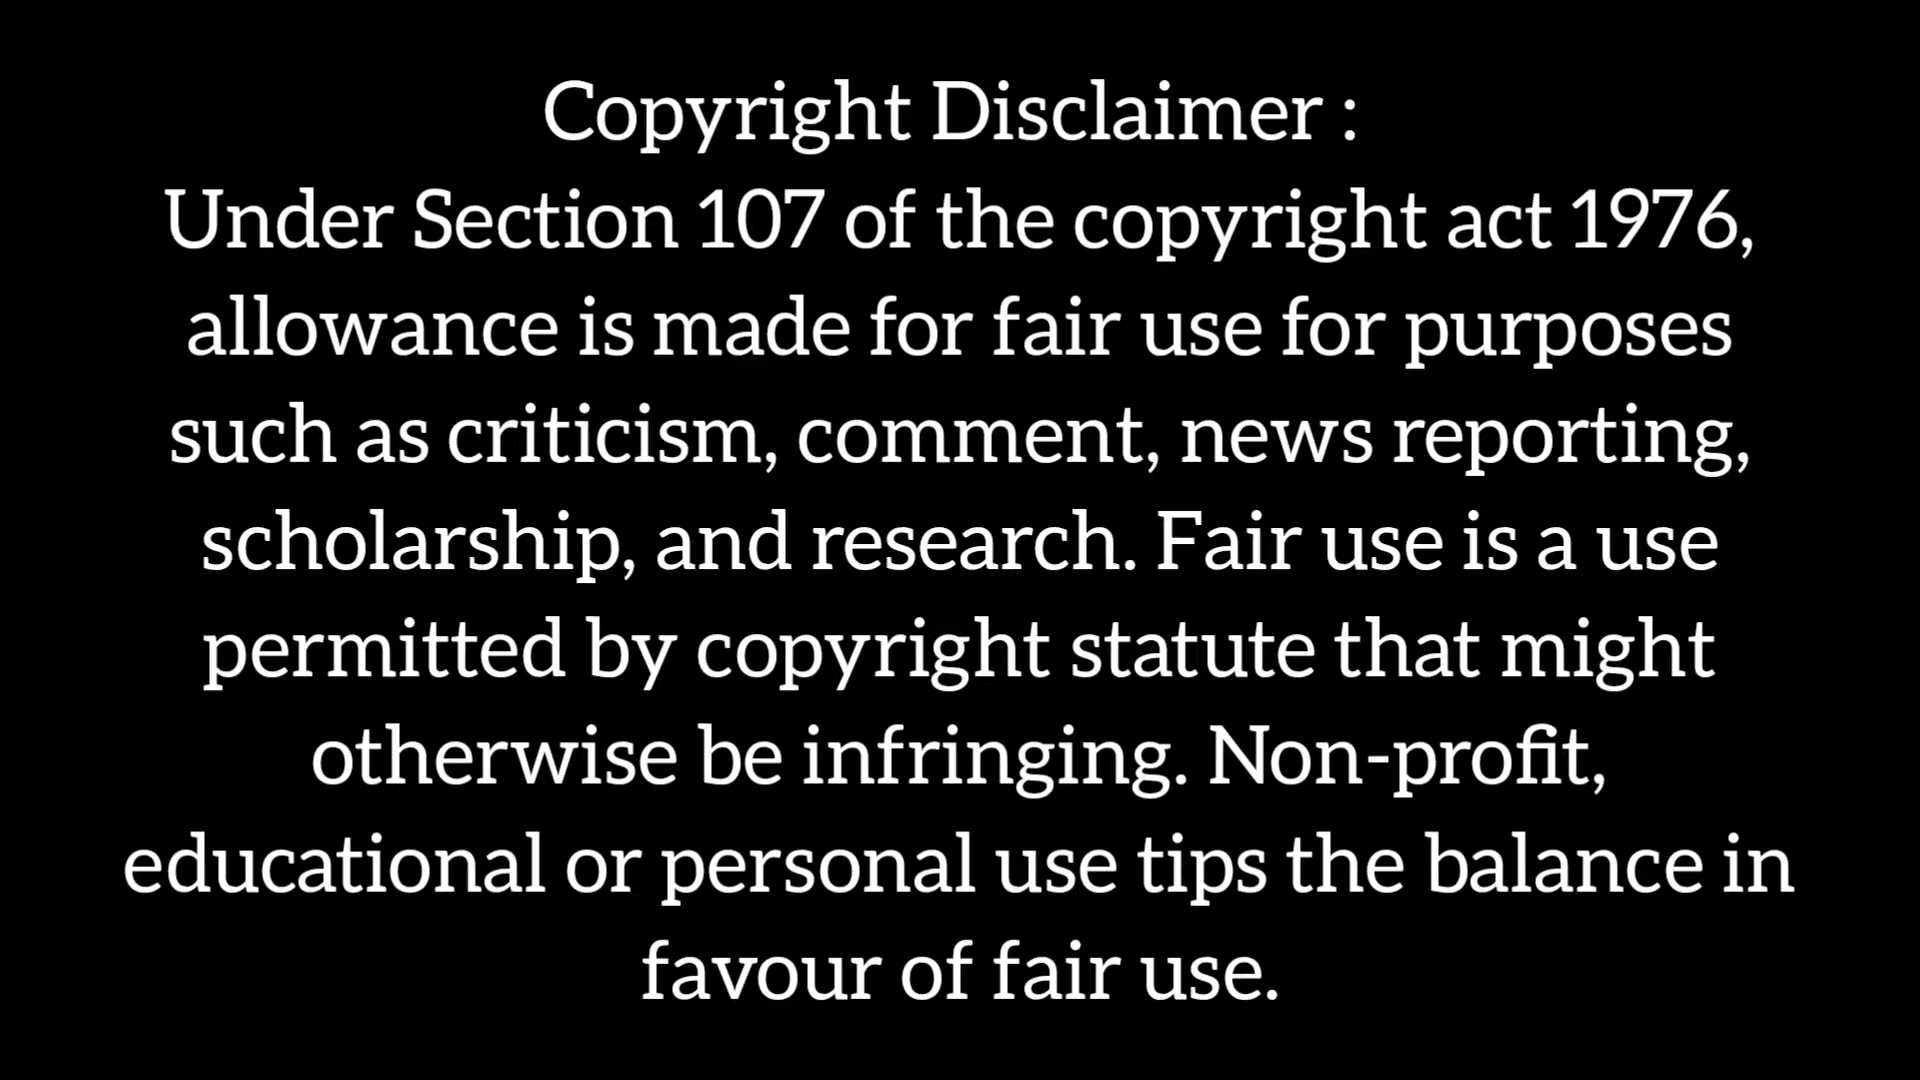 Copyright Disclaimer :
Under Section 107 of the copyright act 1976,
allowance is made for fair use for purposes
such as criticism, comment, news reporting,
scholarship, and research. Fair use is a use
permitted by copyright statute that might
otherwise be infringing. Non-profit,
educational or personal use tips the balance in
favour of fair use.